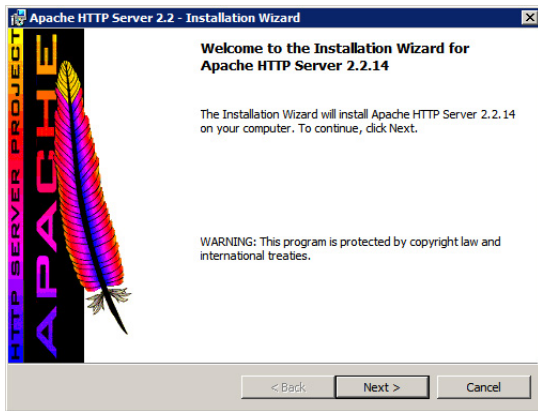 Apache HTTP Server 2.2 - Installation Wizard
HTTP SERVER PROJECT
APACHE
Welcome to the Installation Wizard for
Apache HTTP Server 2.2.14
The Installation Wizard will install Apache HTTP Server 2.2.14
on your computer. To continue, click Next.
WARNING: This program is protected by copyright law and
international treaties.
< Back
Next >
Cancel